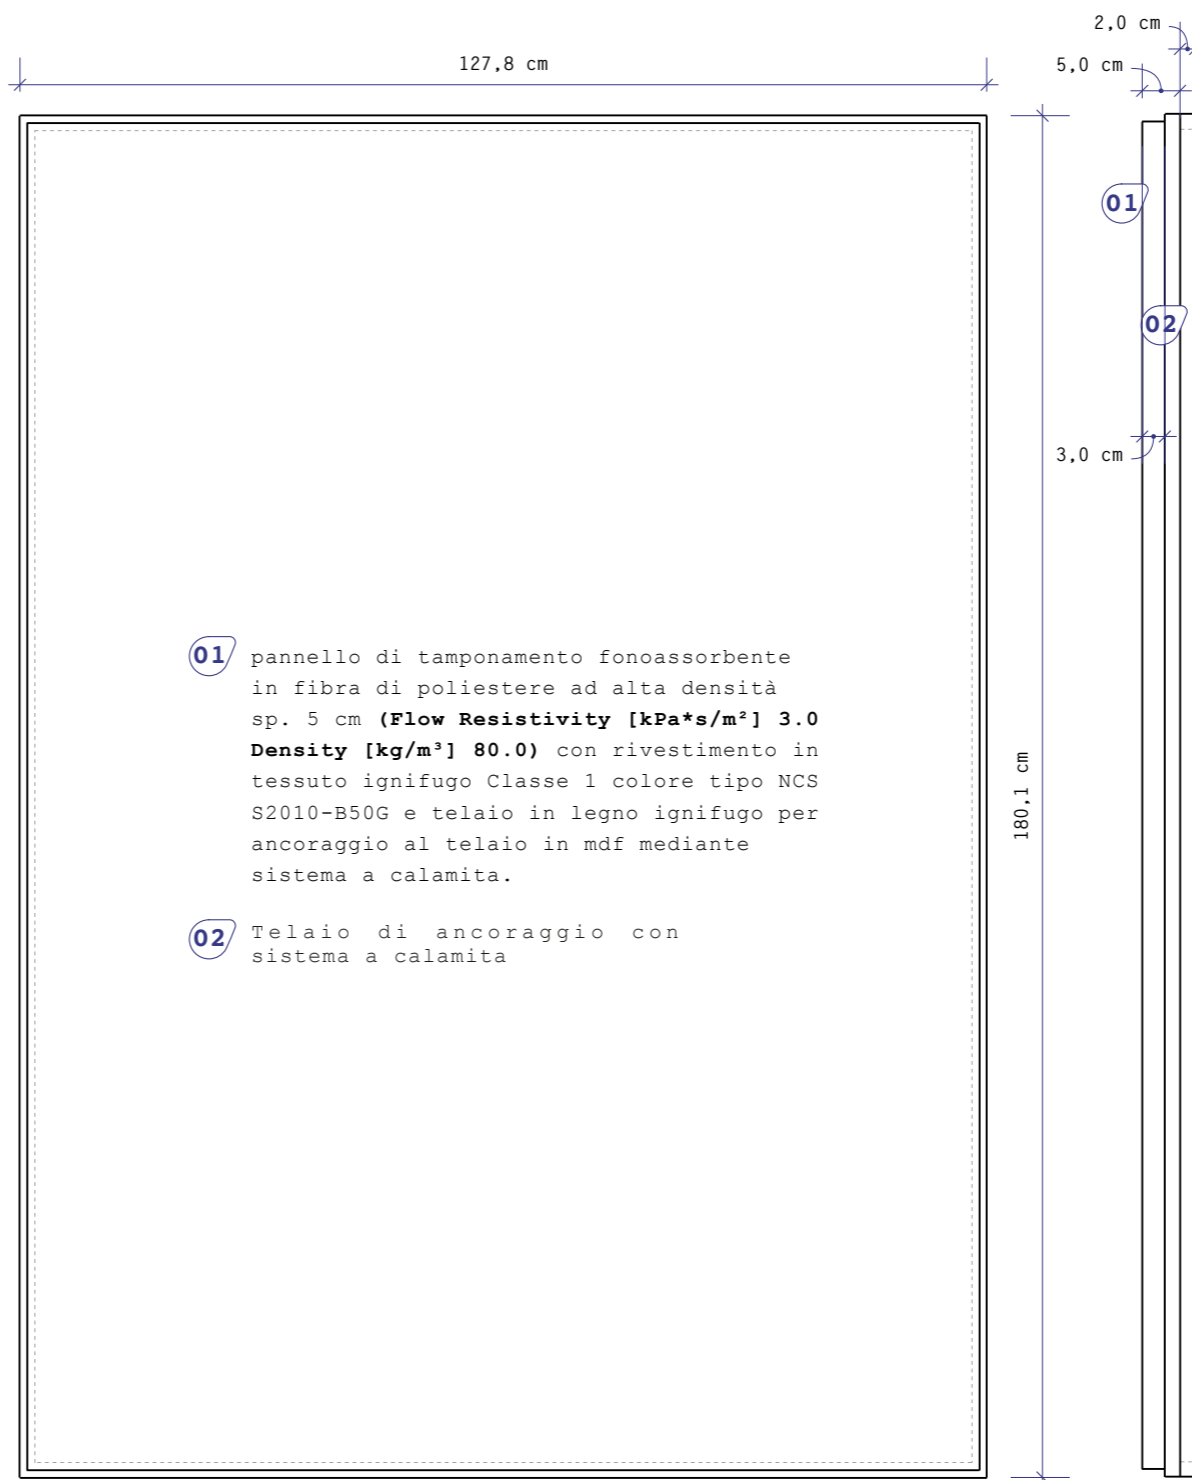 2,0 cm
127,8 cm
5,0 cm
01
02
3,0 cm
01 pannello di tamponamento fonoassorbente
in fibra di poliestere ad alta densità
sp. 5 cm (Flow Resistivity [kPa*s/m²] 3.0
Density [kg/m³] 80.0) con rivestimento in
tessuto ignifugo Classe 1 colore tipo NCS
S2010-B50G e telaio in legno ignifugo per
ancoraggio al telaio in mdf mediante
sistema a calamita.
180,1 cm
02 Telaio di ancoraggio con
sistema a calamita